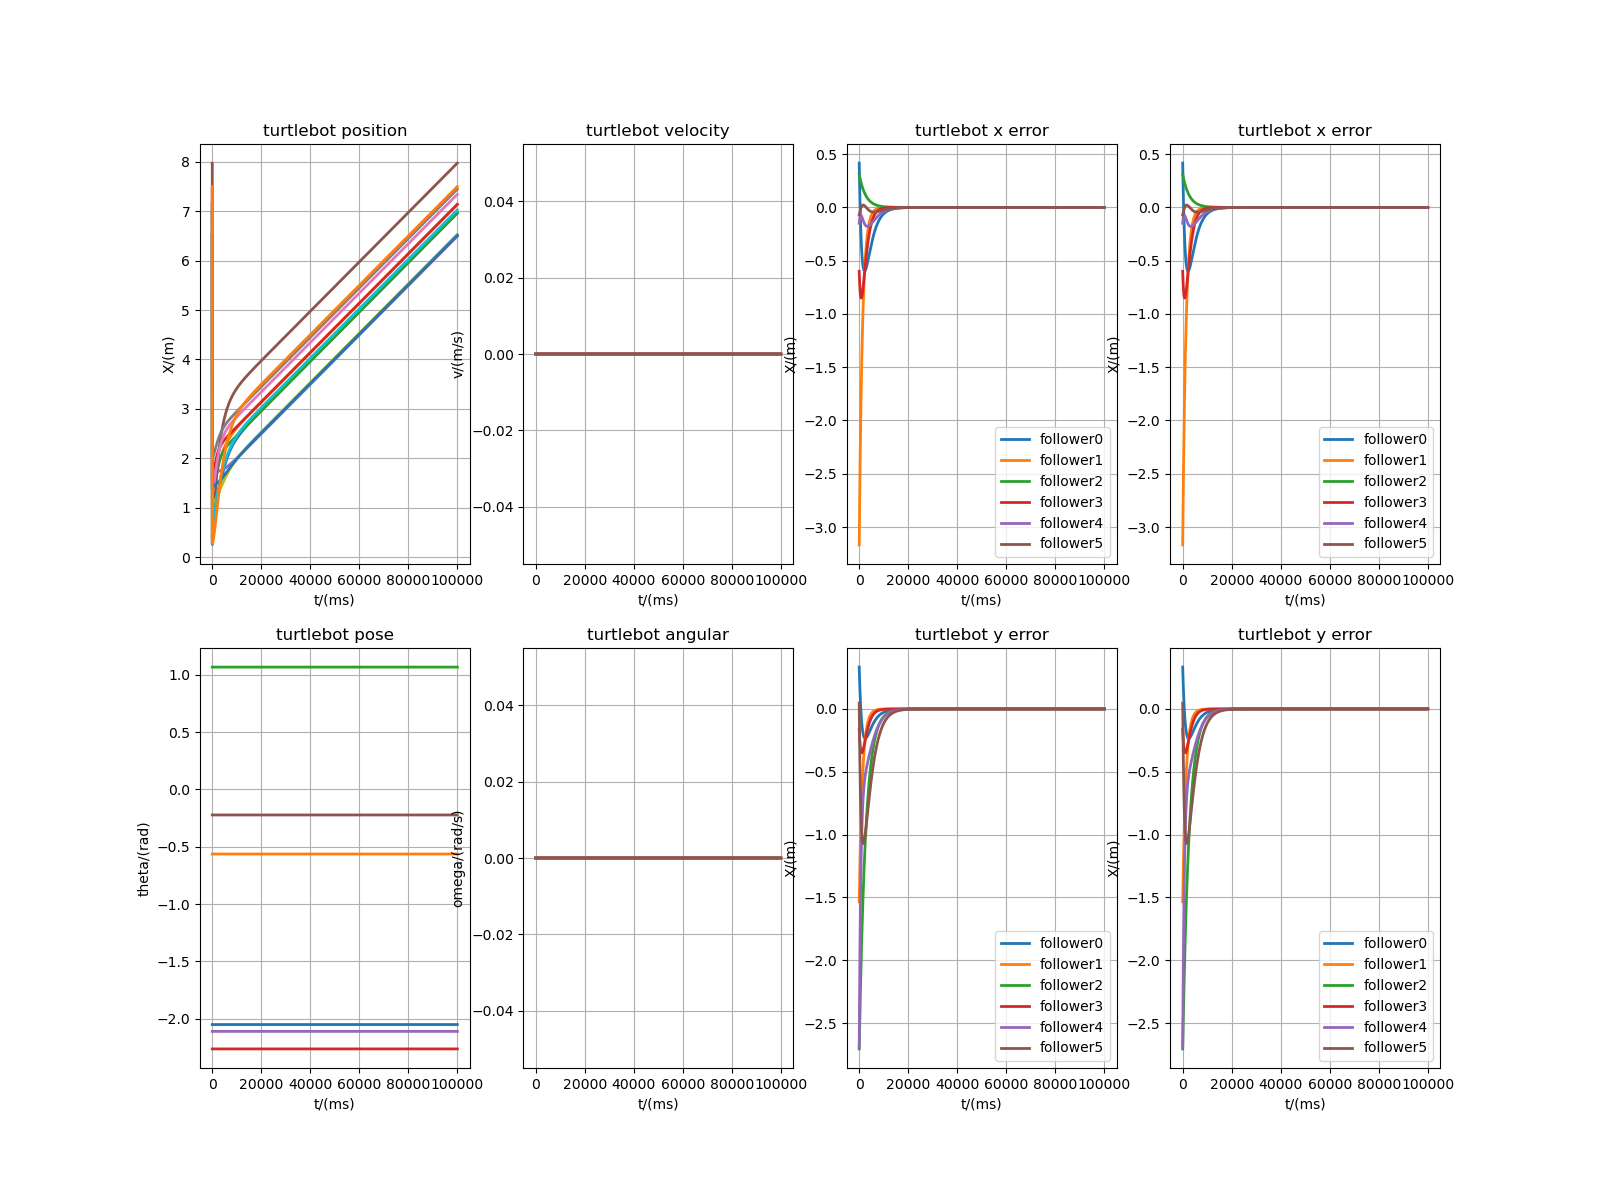 turtlebot position
turtlebot velocity
turtlebot x error
turtlebot x error
8
7
6
5
4
3
2
1
0
X/(m)
0 20000 40000 60000 80000 100000
t/(ms)
0.04
0.02
0.00
−0.02
−0.04
v/(m/s)
0 20000 40000 60000 80000 100000
t/(ms)
0.5
0.0
−0.5
−1.0
−1.5
−2.0
−2.5
−3.0
X/(m)
follower0
follower1
follower2
follower3
follower4
follower5
0 20000 40000 60000 80000 100000
t/(ms)
0.5
0.0
−0.5
−1.0
−1.5
−2.0
−2.5
−3.0
X/(m)
follower0
follower1
follower2
follower3
follower4
follower5
0 20000 40000 60000 80000 100000
t/(ms)
turtlebot pose
turtlebot angular
turtlebot y error
turtlebot y error
1.0
0.5
0.0
−0.5
−1.0
−1.5
−2.0
theta/(rad)
0 20000 40000 60000 80000 100000
t/(ms)
0.04
0.02
0.00
−0.02
−0.04
omega/(rad/s)
0 20000 40000 60000 80000 100000
t/(ms)
0.0
−0.5
−1.0
−1.5
−2.0
−2.5
X/(m)
follower0
follower1
follower2
follower3
follower4
follower5
0 20000 40000 60000 80000 100000
t/(ms)
0.0
−0.5
−1.0
−1.5
−2.0
−2.5
X/(m)
follower0
follower1
follower2
follower3
follower4
follower5
0 20000 40000 60000 80000 100000
t/(ms)